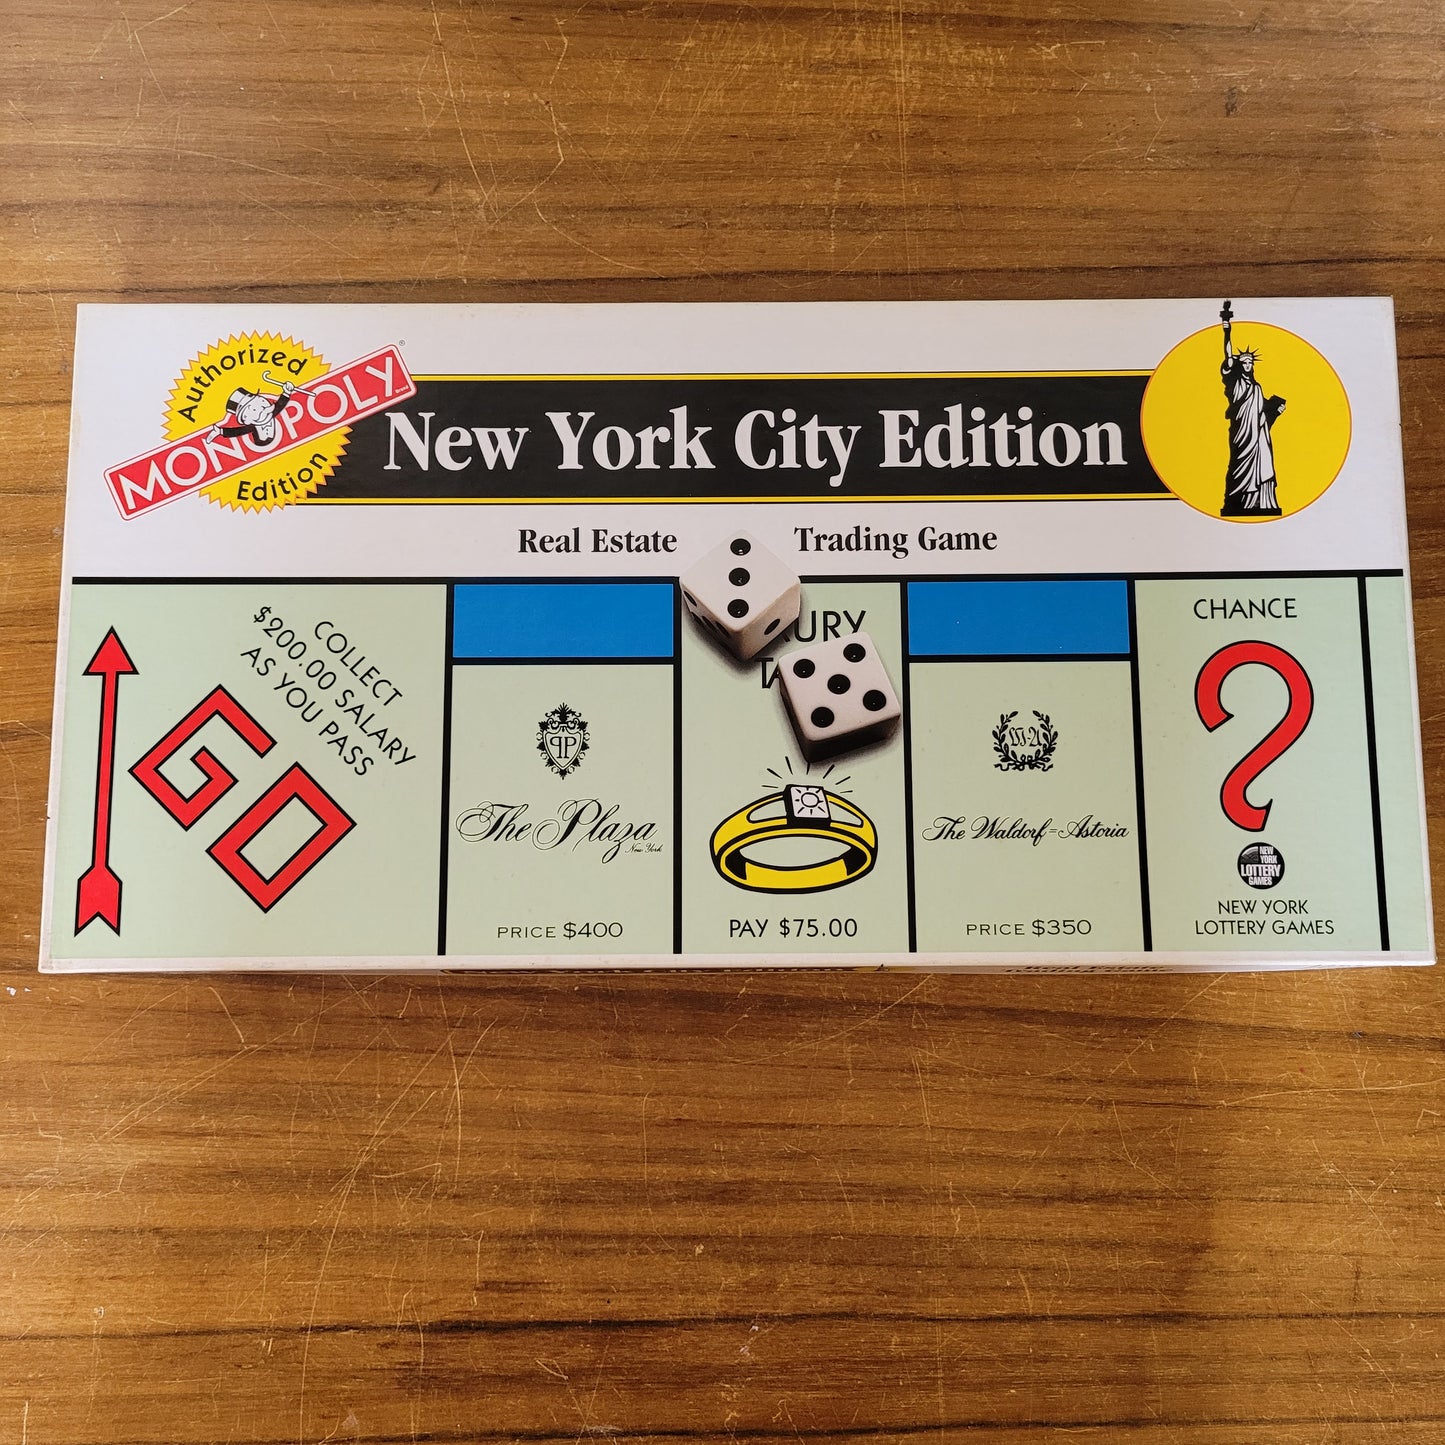 Authorized
MONOPOLY®
Edition
New York City Edition
Real Estate Trading Game
COLLECT
$200.00 SALARY
AS YOU PASS
GO
PP
The Plaza
New York
PRICE $400
URY
PAY $75.00
W-A
The Waldorf=Astoria
PRICE $350
CHANCE
NEW
YORK
LOTTERY
GAMES
NEW YORK
LOTTERY GAMES